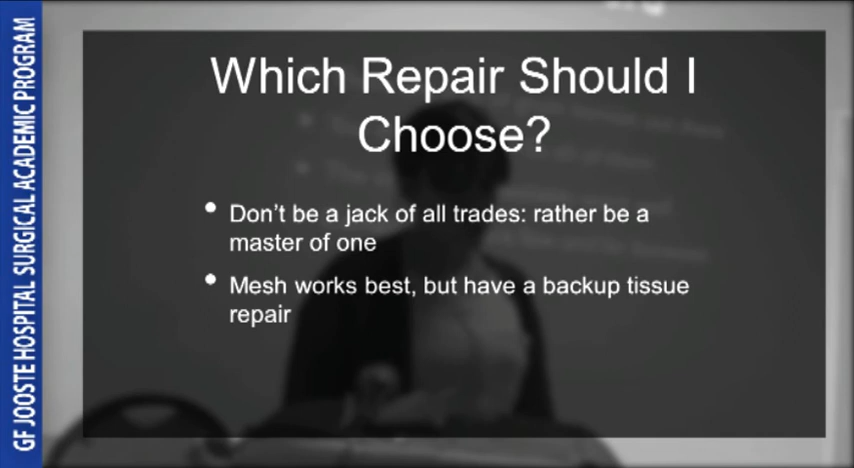 GF JOOSTE HOSPITAL SURGICAL ACADEMIC PROGRAM
Which Repair Should I
Choose?
• Don't be a jack of all trades: rather be a
master of one
• Mesh works best, but have a backup tissue
repair